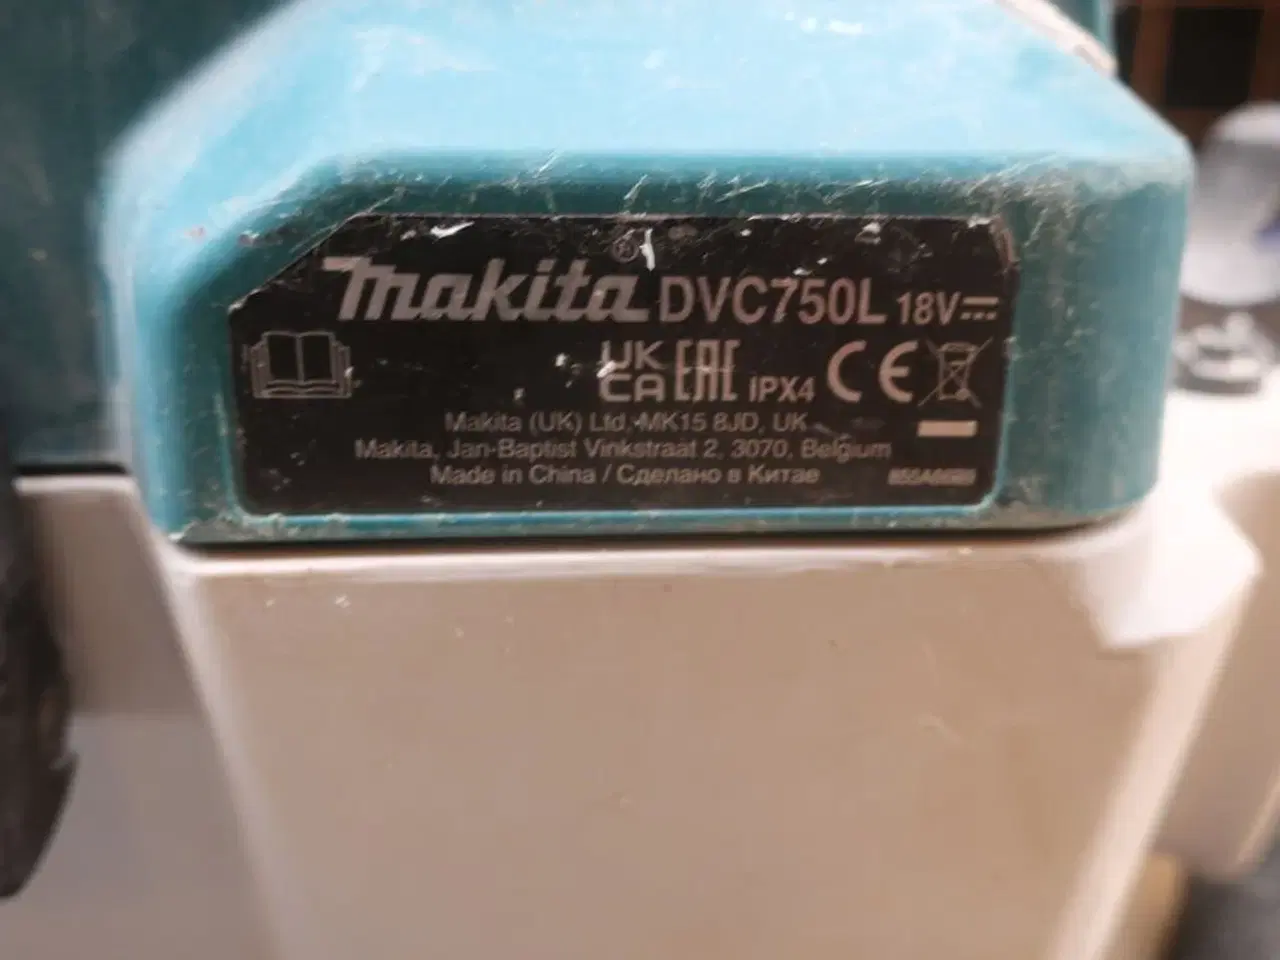 makita DVC750L 18V
UK CA EAC IPX4 CE
Makita (UK) Ltd. MK15 8JD, UK
Makita, Jan-Baptist Vinkstraat 2, 3070, Belgium
Made in China / Сделано в Китае